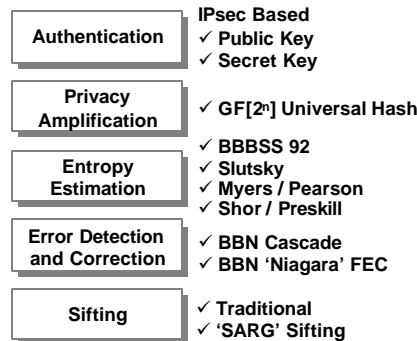 Authentication
IPsec Based
✓ Public Key
✓ Secret Key
Privacy
Amplification
✓ GF[2ⁿ] Universal Hash
Entropy
Estimation
✓ BBBSS 92
✓ Slutsky
✓ Myers / Pearson
✓ Shor / Preskill
Error Detection
and Correction
✓ BBN Cascade
✓ BBN ‘Niagara’ FEC
Sifting
✓ Traditional
✓ ‘SARG’ Sifting